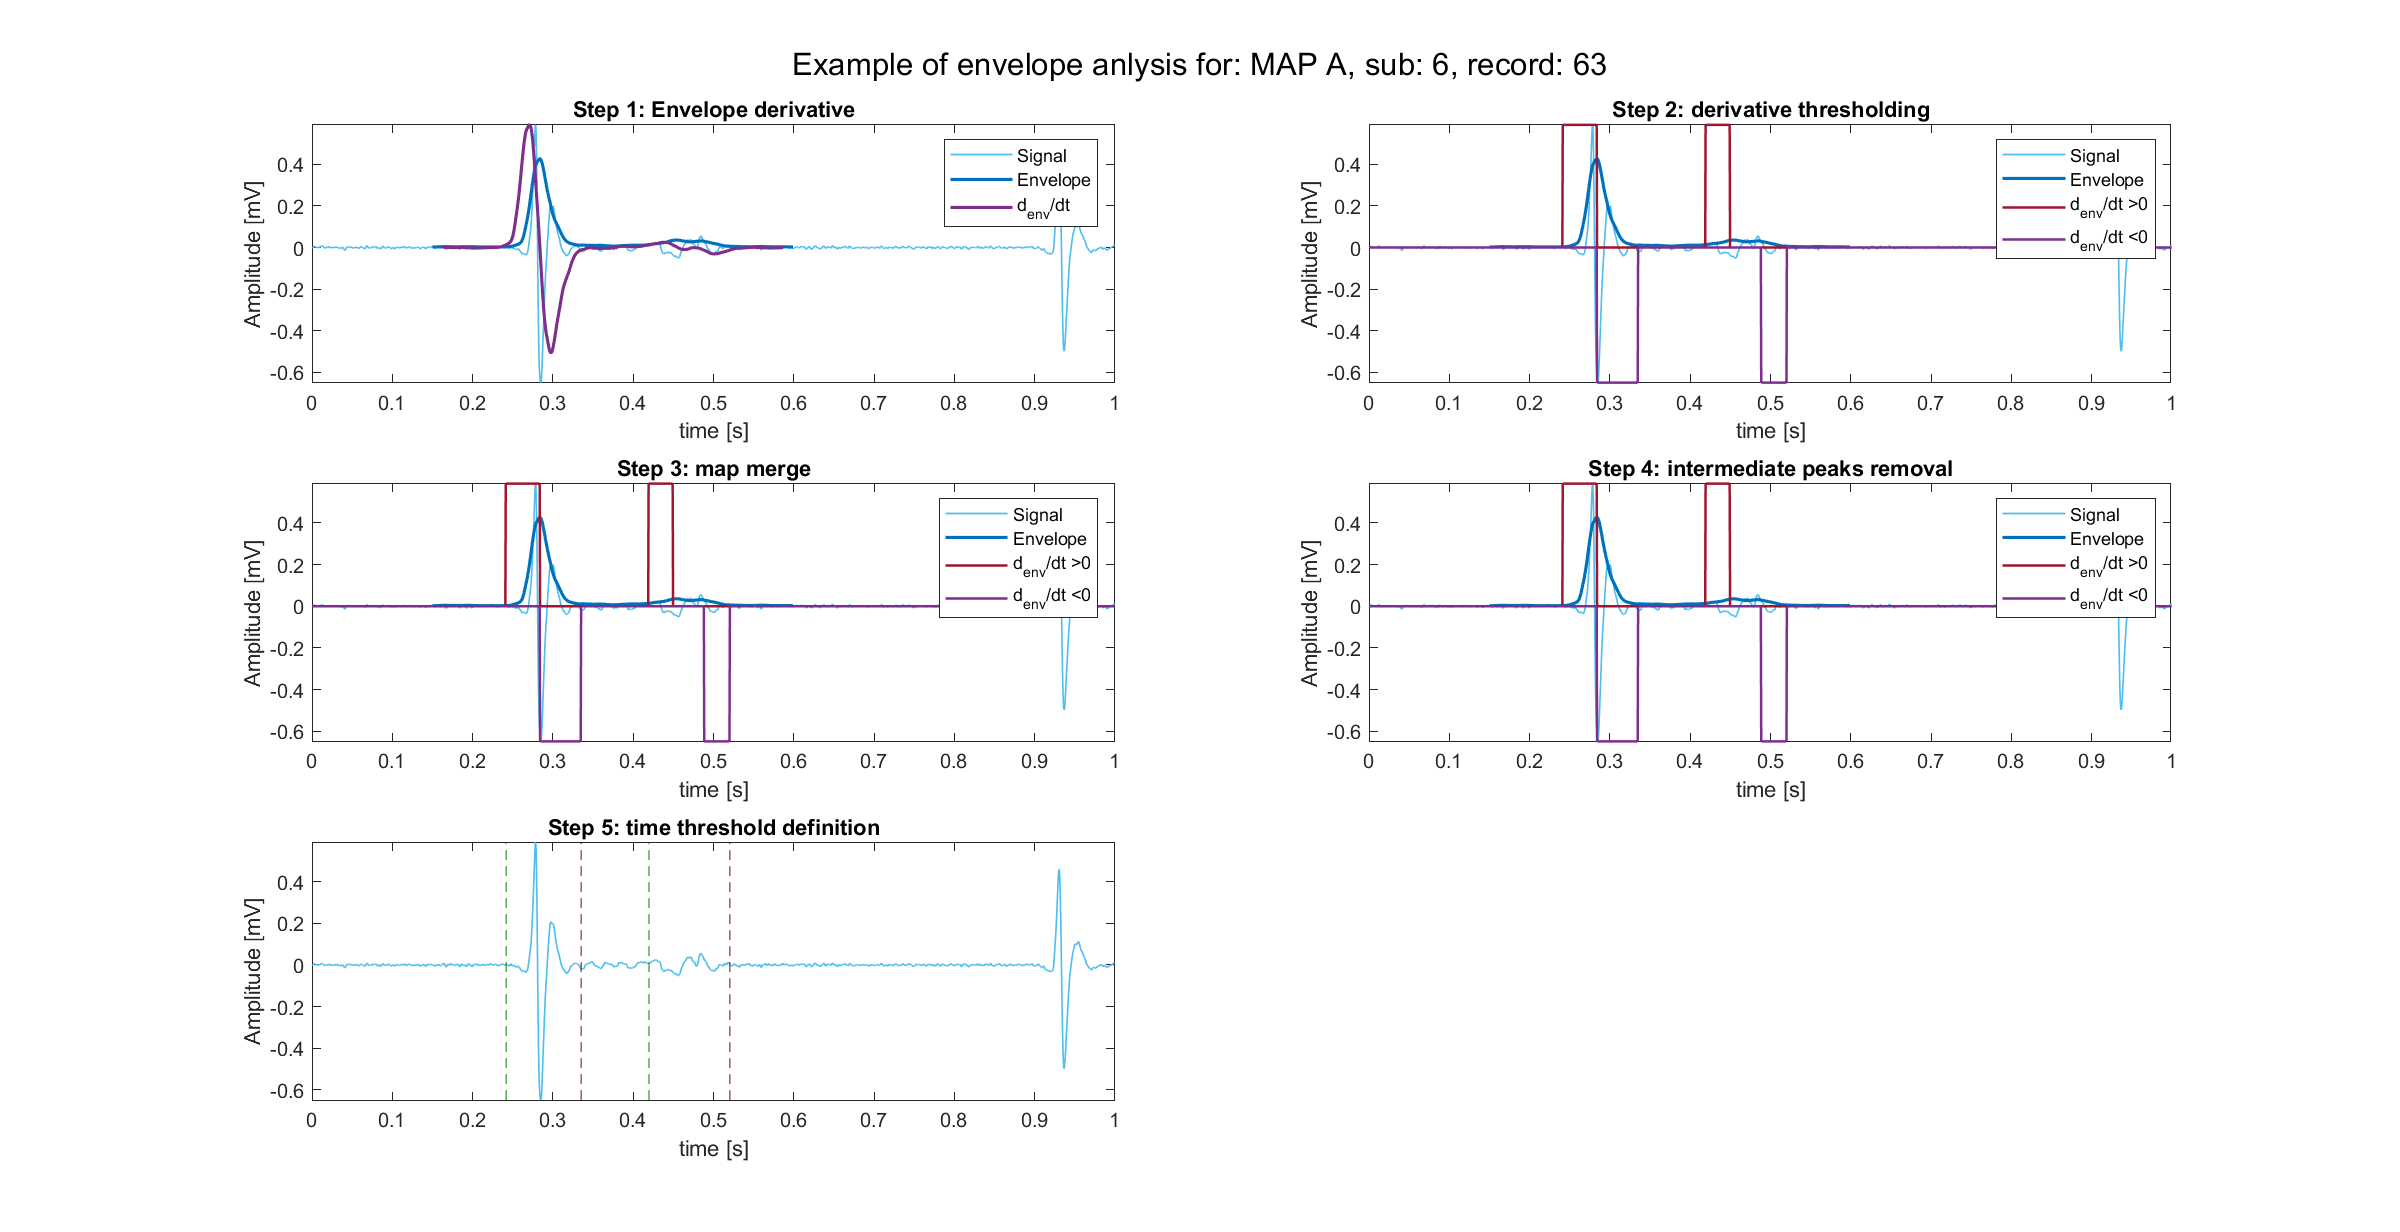 Example of envelope anlysis for: MAP A, sub: 6, record: 63
Step 1: Envelope derivative
Amplitude [mV]
0.4
0.2
0
-0.2
-0.4
-0.6
Signal
Envelope
d_env/dt
0 0.1 0.2 0.3 0.4 0.5 0.6 0.7 0.8 0.9 1
time [s]
Step 2: derivative thresholding
Amplitude [mV]
0.4
0.2
0
-0.2
-0.4
-0.6
Signal
Envelope
d_env/dt >0
d_env/dt <0
0 0.1 0.2 0.3 0.4 0.5 0.6 0.7 0.8 0.9 1
time [s]
Step 3: map merge
Amplitude [mV]
0.4
0.2
0
-0.2
-0.4
-0.6
Signal
Envelope
d_env/dt >0
d_env/dt <0
0 0.1 0.2 0.3 0.4 0.5 0.6 0.7 0.8 0.9 1
time [s]
Step 4: intermediate peaks removal
Amplitude [mV]
0.4
0.2
0
-0.2
-0.4
-0.6
Signal
Envelope
d_env/dt >0
d_env/dt <0
0 0.1 0.2 0.3 0.4 0.5 0.6 0.7 0.8 0.9 1
time [s]
Step 5: time threshold definition
Amplitude [mV]
0.4
0.2
0
-0.2
-0.4
-0.6
0 0.1 0.2 0.3 0.4 0.5 0.6 0.7 0.8 0.9 1
time [s]